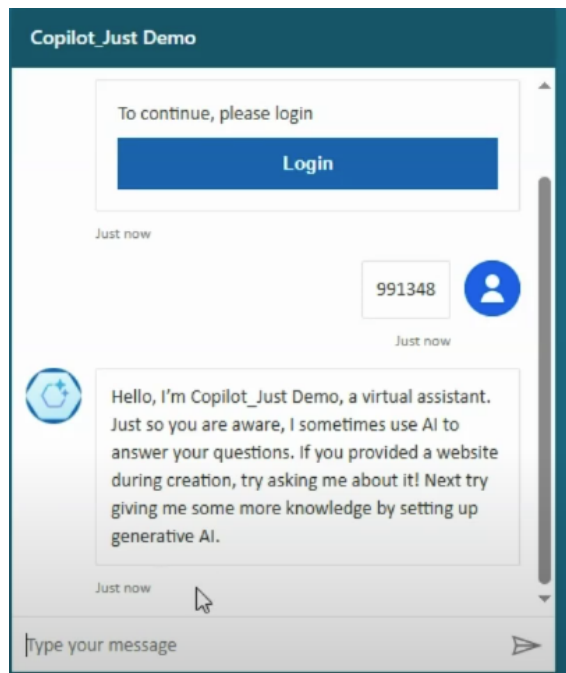 Copilot_Just Demo
To continue, please login
Login
Just now
991348
Just now
Hello, I'm Copilot_Just Demo, a virtual assistant.
Just so you are aware, I sometimes use AI to
answer your questions. If you provided a website
during creation, try asking me about it! Next try
giving me some more knowledge by setting up
generative AI.
Just now
Type your message